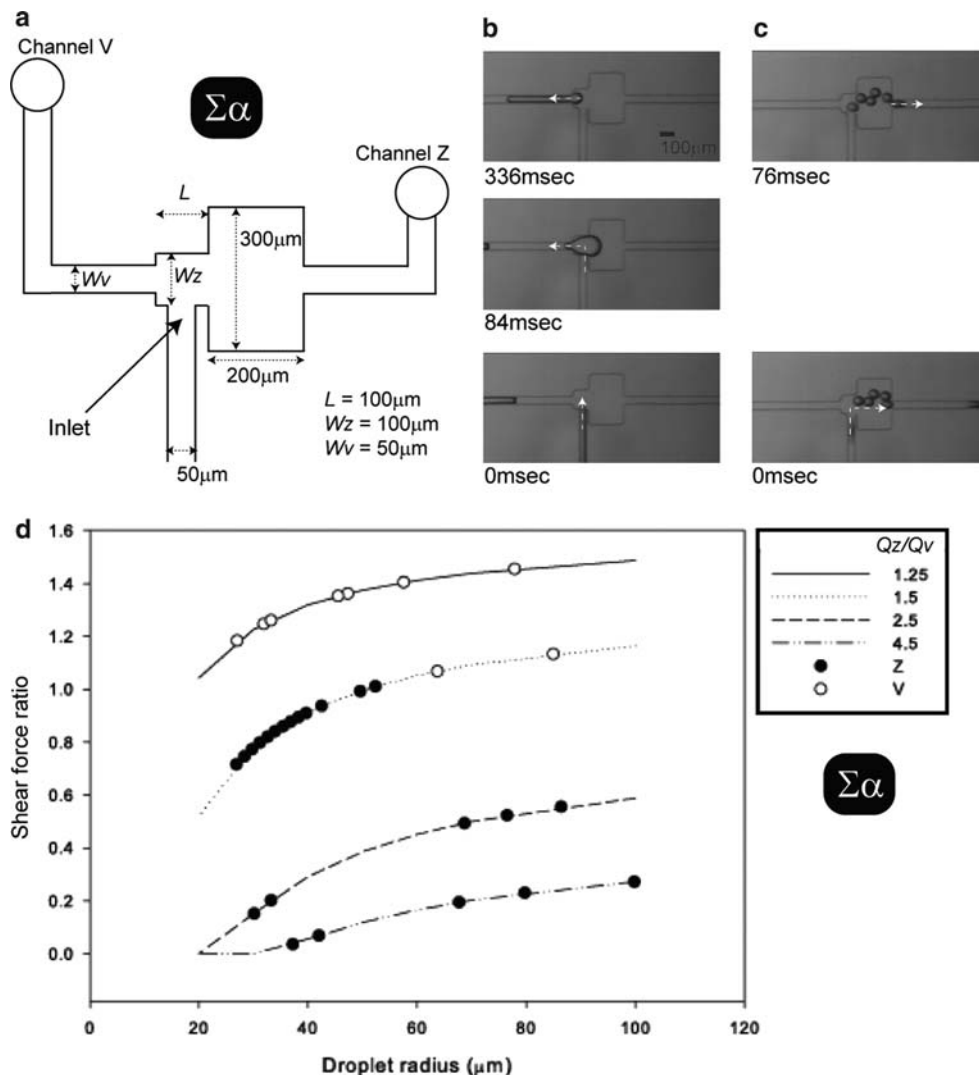 a
Channel V
Σα
Channel Z
L
300μm
Wv
Wz
200μm
L = 100μm
Wz = 100μm
Wv = 50μm
Inlet
50μm
b
100μm
336msec
84msec
0msec
c
76msec
0msec
d
Shear force ratio
1.6
1.4
1.2
1.0
0.8
0.6
0.4
0.2
0.0
0 20 40 60 80 100 120
Droplet radius (μm)
Qz/Qv
1.25
1.5
2.5
4.5
Z
V
Σα